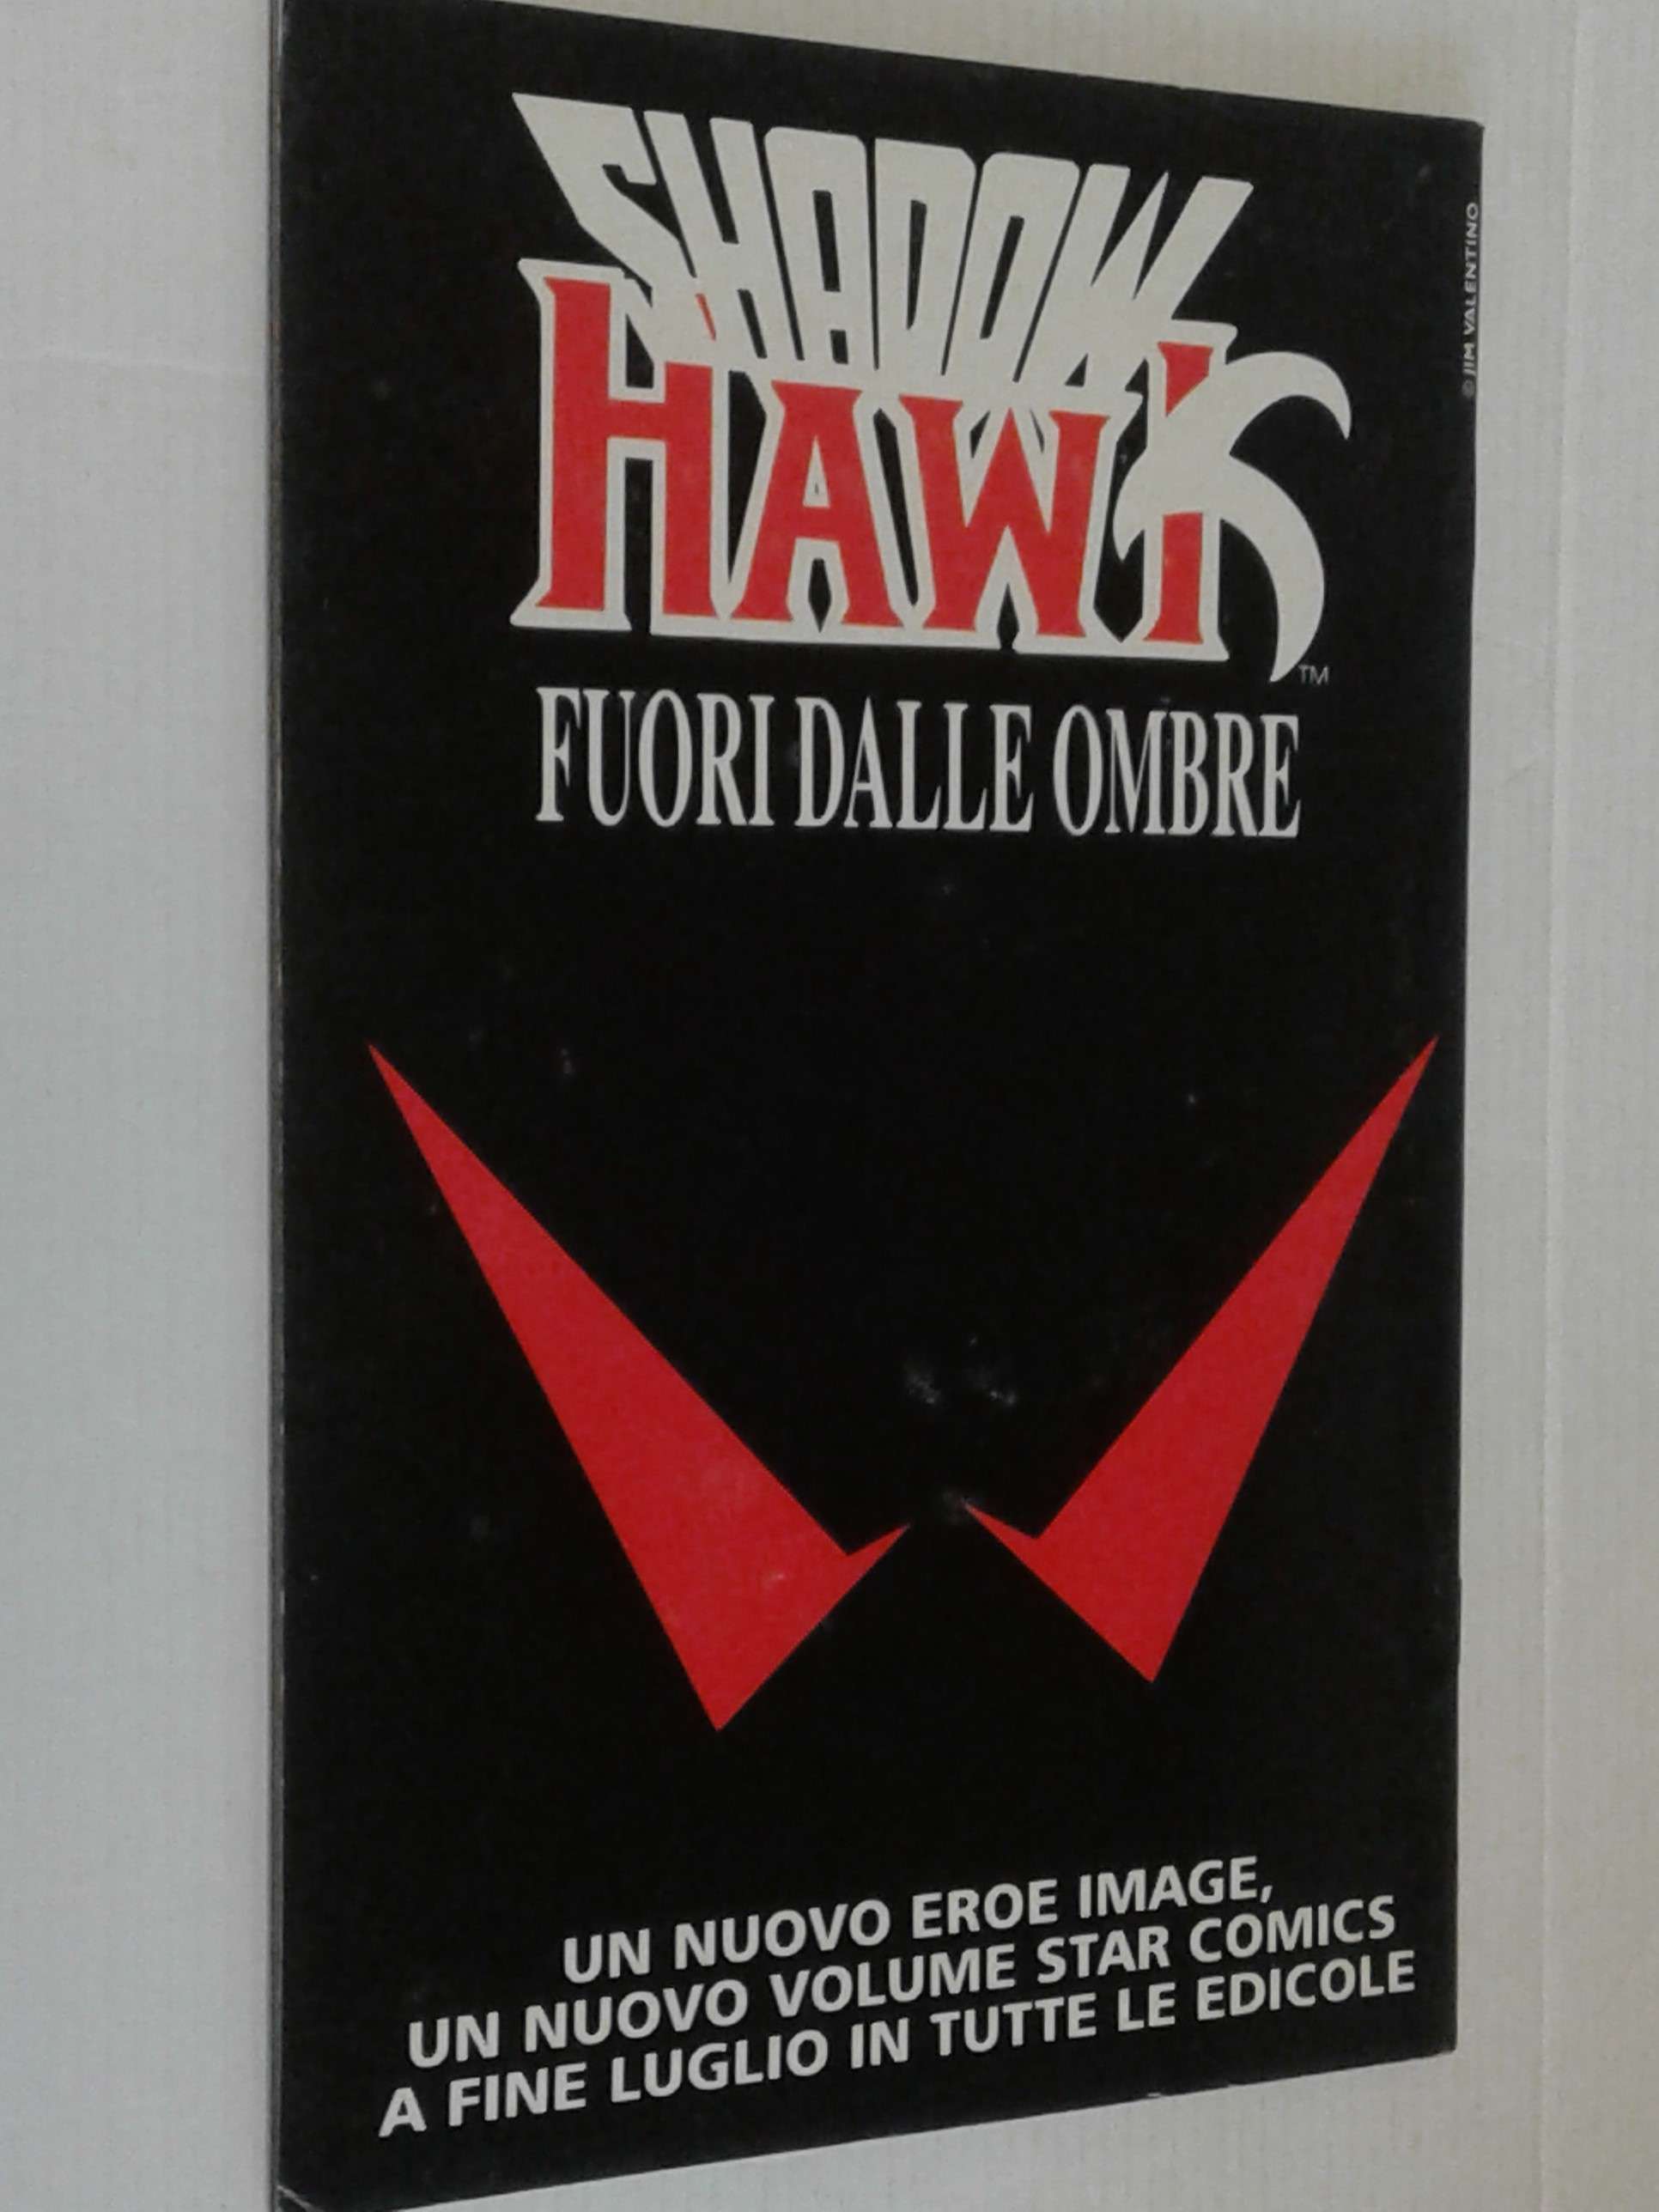 SHADOW
HAWK
TM
© JIM VALENTINO
FUORI DALLE OMBRE
UN NUOVO EROE IMAGE,
UN NUOVO VOLUME STAR COMICS
A FINE LUGLIO IN TUTTE LE EDICOLE